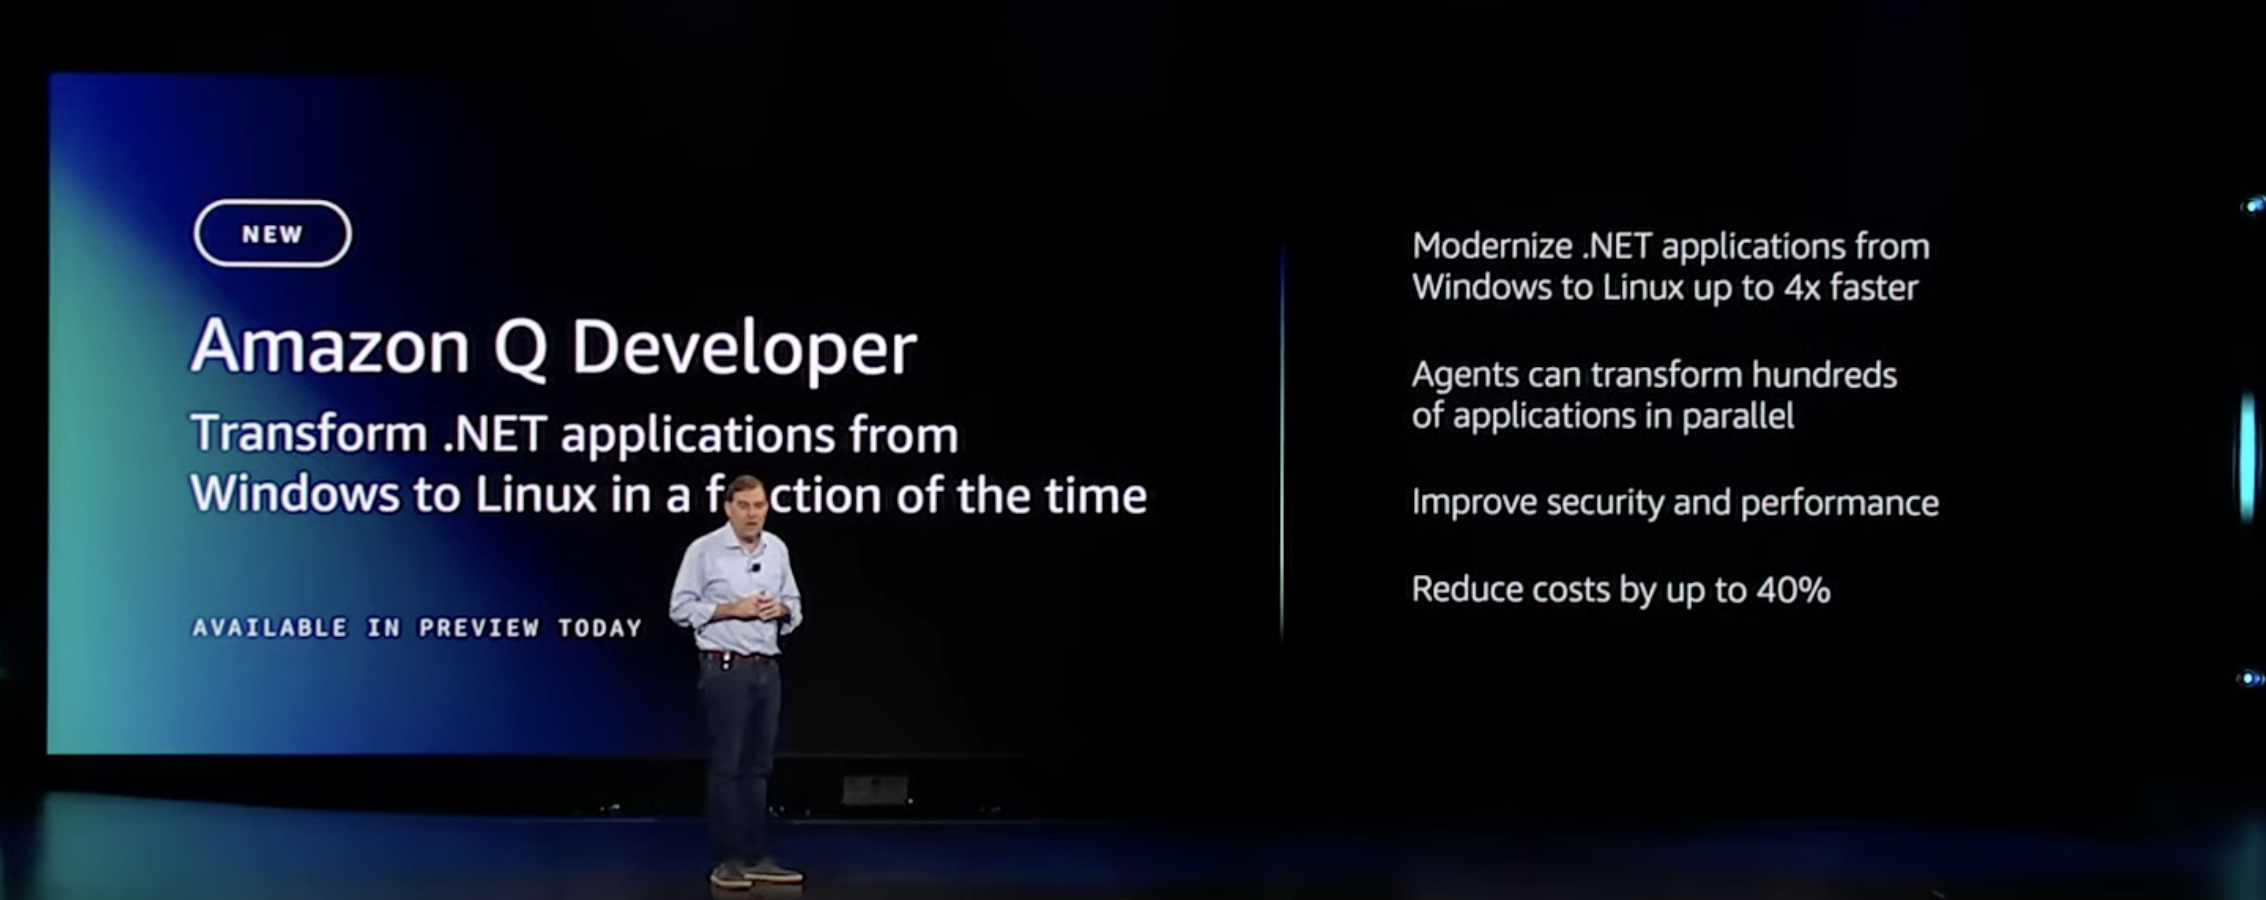 NEW
Amazon Q Developer
Transform .NET applications from
Windows to Linux in a f ction of the time
AVAILABLE IN PREVIEW TODAY
Modernize .NET applications from
Windows to Linux up to 4x faster
Agents can transform hundreds
of applications in parallel
Improve security and performance
Reduce costs by up to 40%